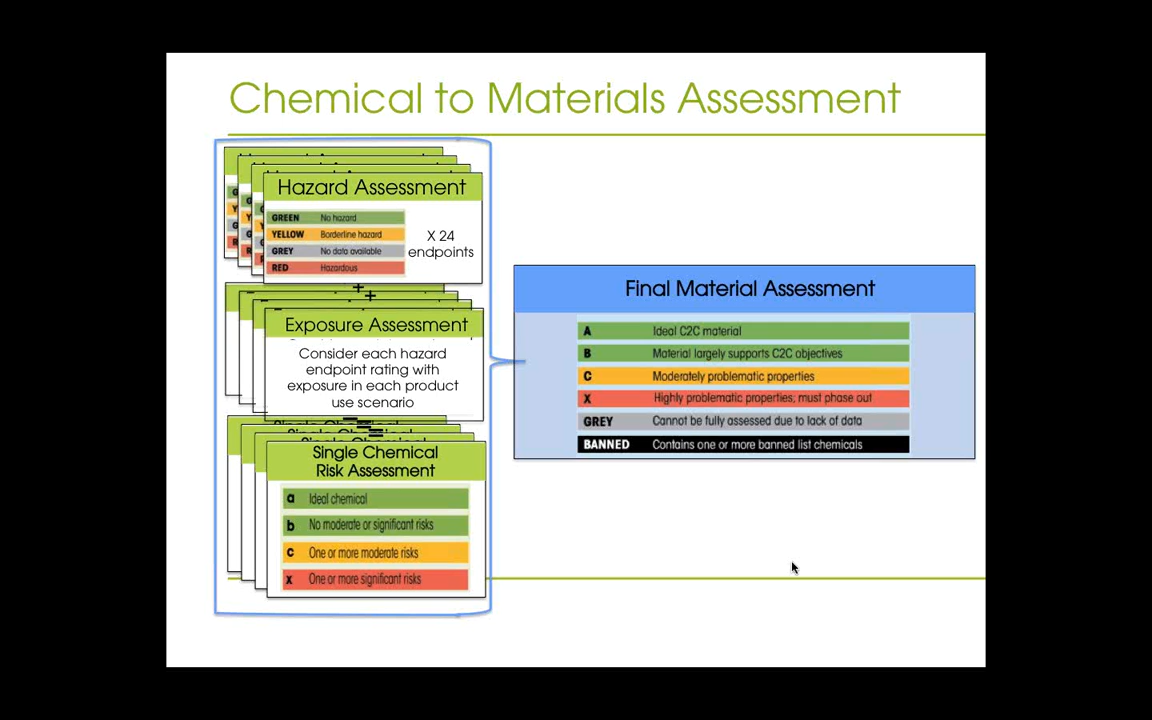 Chemical to Materials Assessment
Hazard Assessment
GREEN No hazard
YELLOW Borderline hazard
GREY No data available
RED Hazardous
X 24
endpoints
+
+
Exposure Assessment
Consider each hazard
endpoint rating with
exposure in each product
use scenario
=
Single Chemical
Risk Assessment
a Ideal chemical
b No moderate or significant risks
c One or more moderate risks
x One or more significant risks
Final Material Assessment
A Ideal C2C material
B Material largely supports C2C objectives
C Moderately problematic properties
X Highly problematic properties; must phase out
GREY Cannot be fully assessed due to lack of data
BANNED Contains one or more banned list chemicals